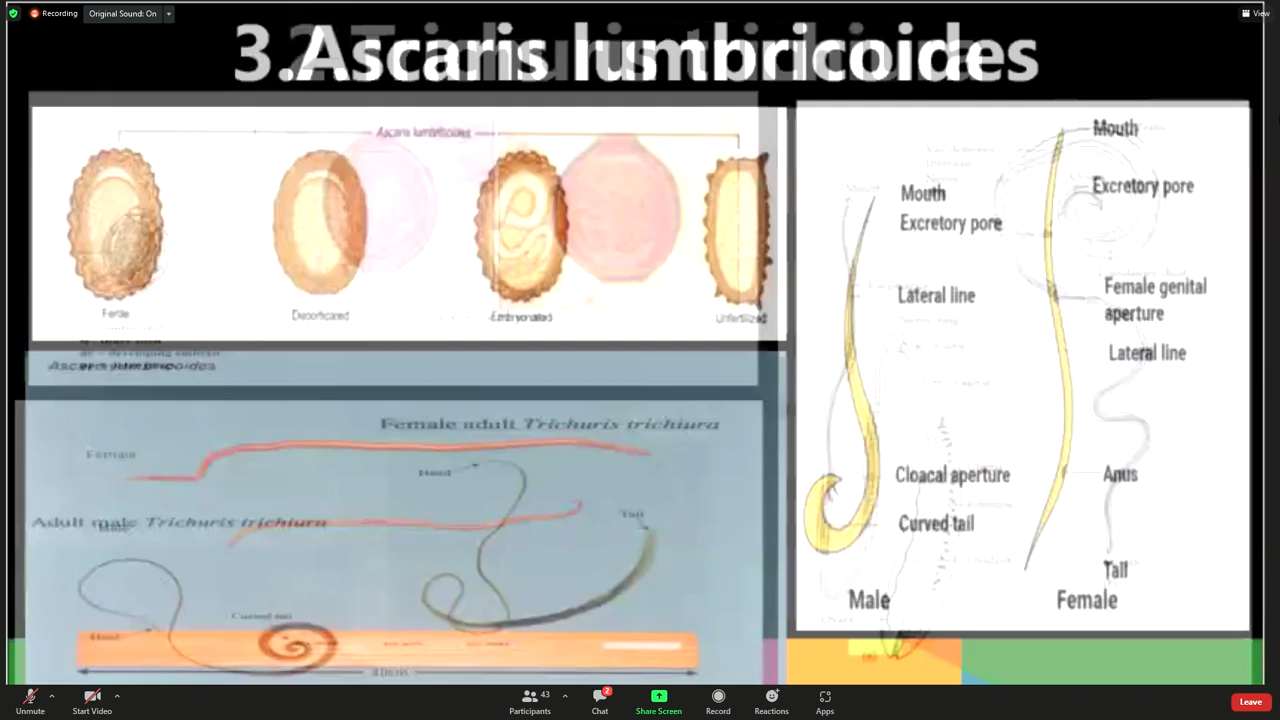 Recording
Original Sound: On
View
3.Ascaris lumbricoides
Ascaris lumbricoides
Fertile
Decorticated
Embryonated
Unfertilized
Ascaris lumbricoides
Female adult Trichuris trichiura
Female
Head
Tail
Adult male Trichuris trichiura
Curved tail
Head
Mouth
Excretory pore
Lateral line
Cloacal aperture
Curved tail
Male
Mouth
Excretory pore
Female genital
aperture
Lateral line
Anus
Tail
Female
Unmute
Start Video
43
Participants
2
Chat
Share Screen
Record
Reactions
Apps
Leave